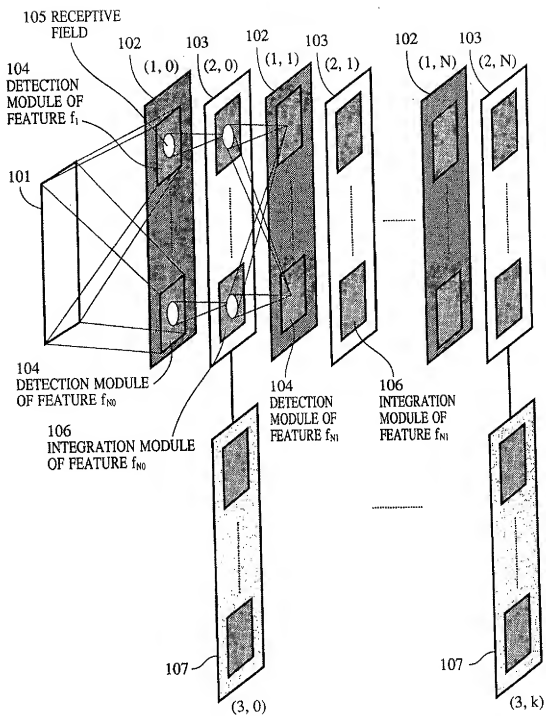 105 RECEPTIVE
FIELD
102
(1, 0)
103
(2, 0)
102
(1, 1)
103
(2, 1)
102
(1, N)
103
(2, N)
104
DETECTION
MODULE OF
FEATURE f1
101
104
DETECTION MODULE
OF FEATURE fN0
106
INTEGRATION MODULE
OF FEATURE fN0
104
DETECTION
MODULE OF
FEATURE fN1
106
INTEGRATION
MODULE OF
FEATURE fN1
107
(3, 0)
107
(3, k)